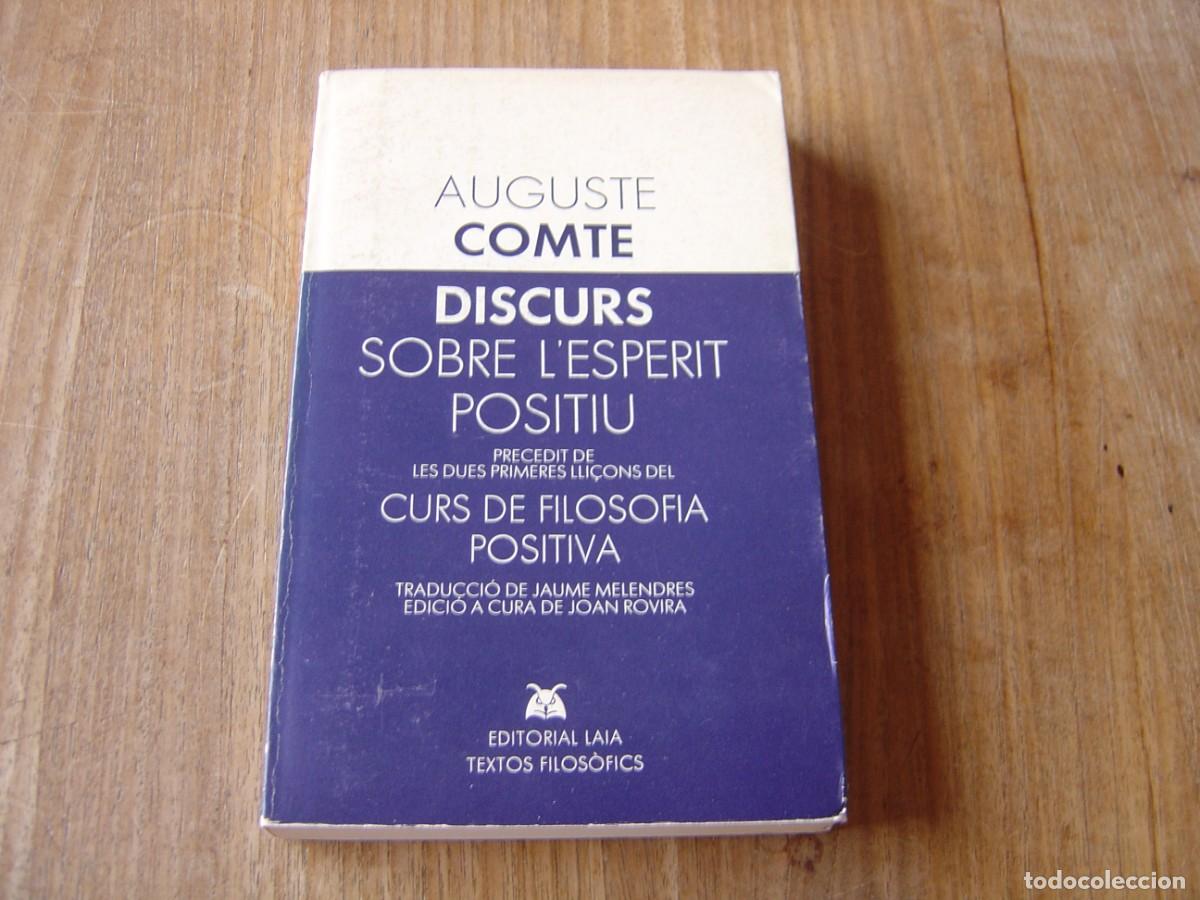 AUGUSTE
COMTE
DISCURS
SOBRE L'ESPERIT
POSITIU
PRECEDIT DE
LES DUES PRIMERES LLIÇONS DEL
CURS DE FILOSOFIA
POSITIVA
TRADUCCIÓ DE JAUME MELENDRES
EDICIÓ A CURA DE JOAN ROVIRA
EDITORIAL LAIA
TEXTOS FILOSÒFICS
todocoleccion